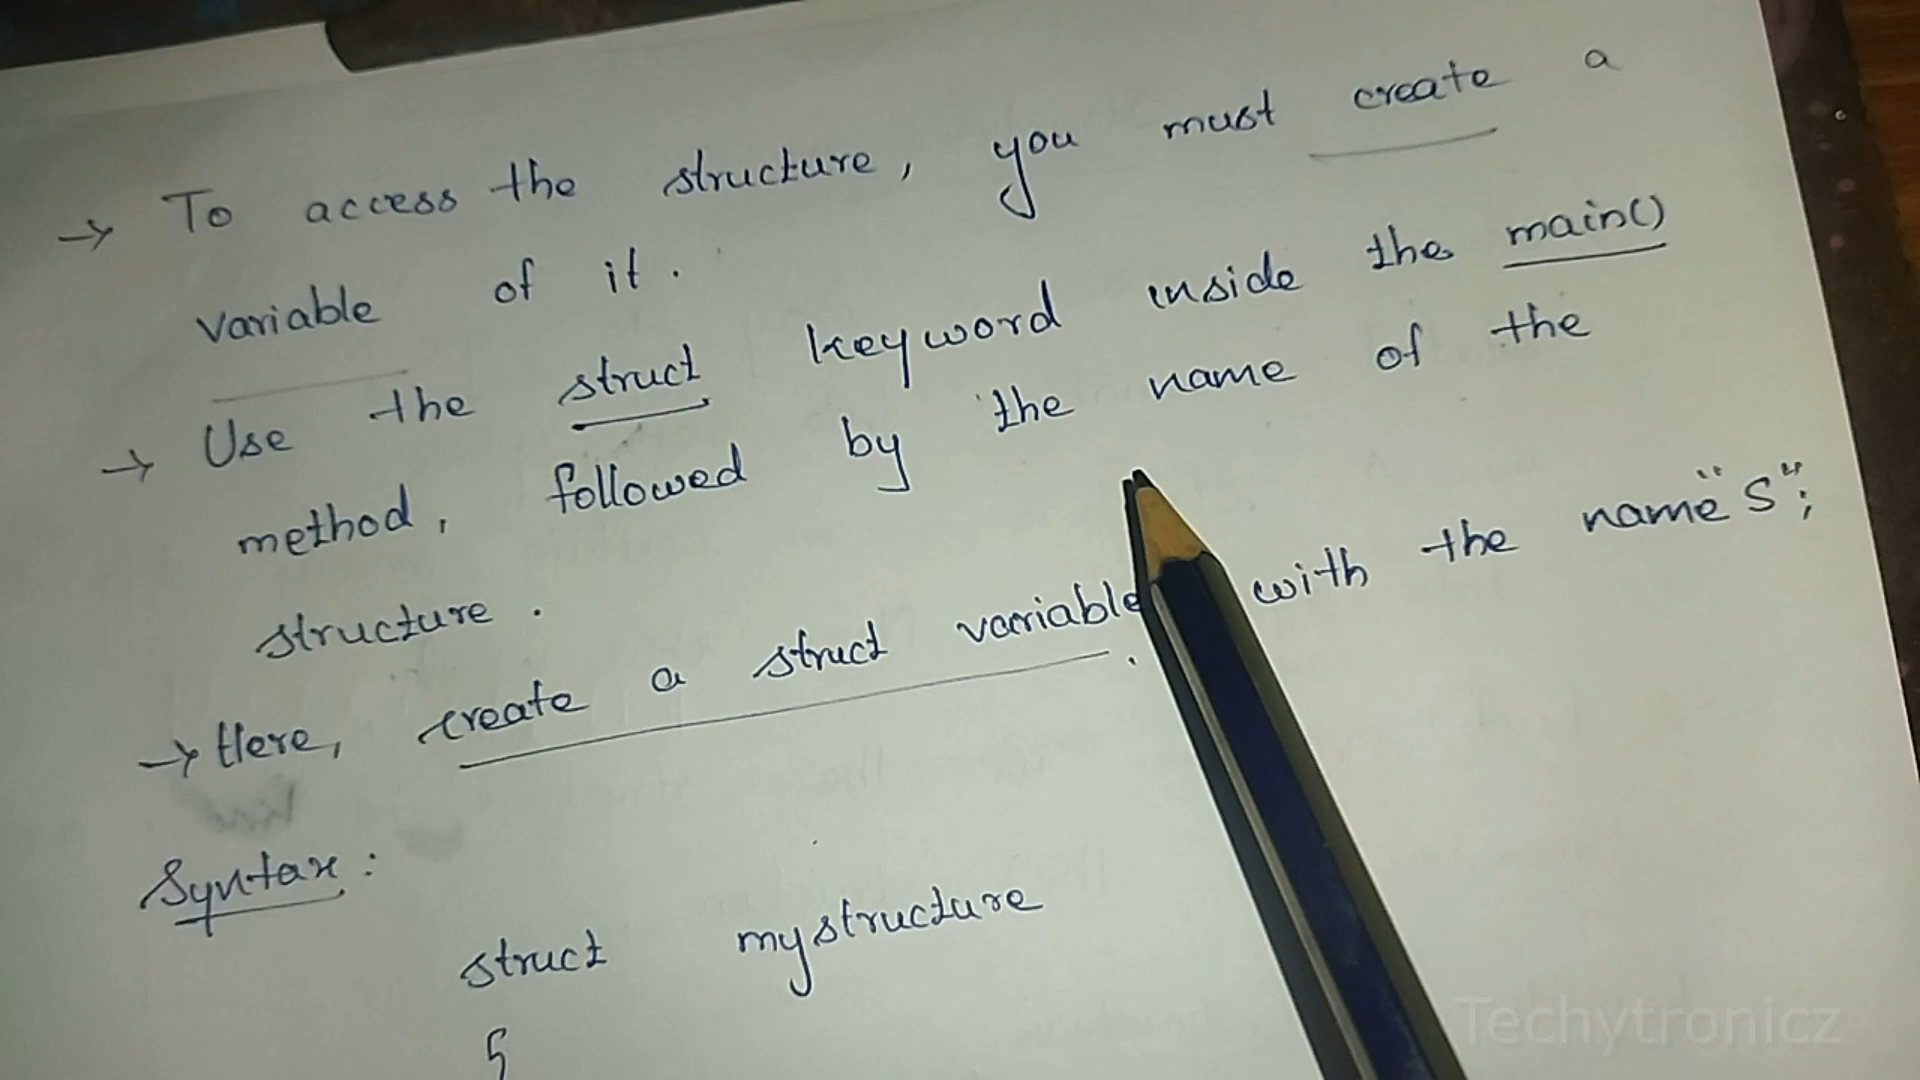 → To access the structure, you must create a
variable of it.
→ Use the struct keyword inside the main()
method, followed by the name of the
structure.
→ Here, create a struct variable with the name "S";
Syntax:
struct mystructure
{
Techytronicz